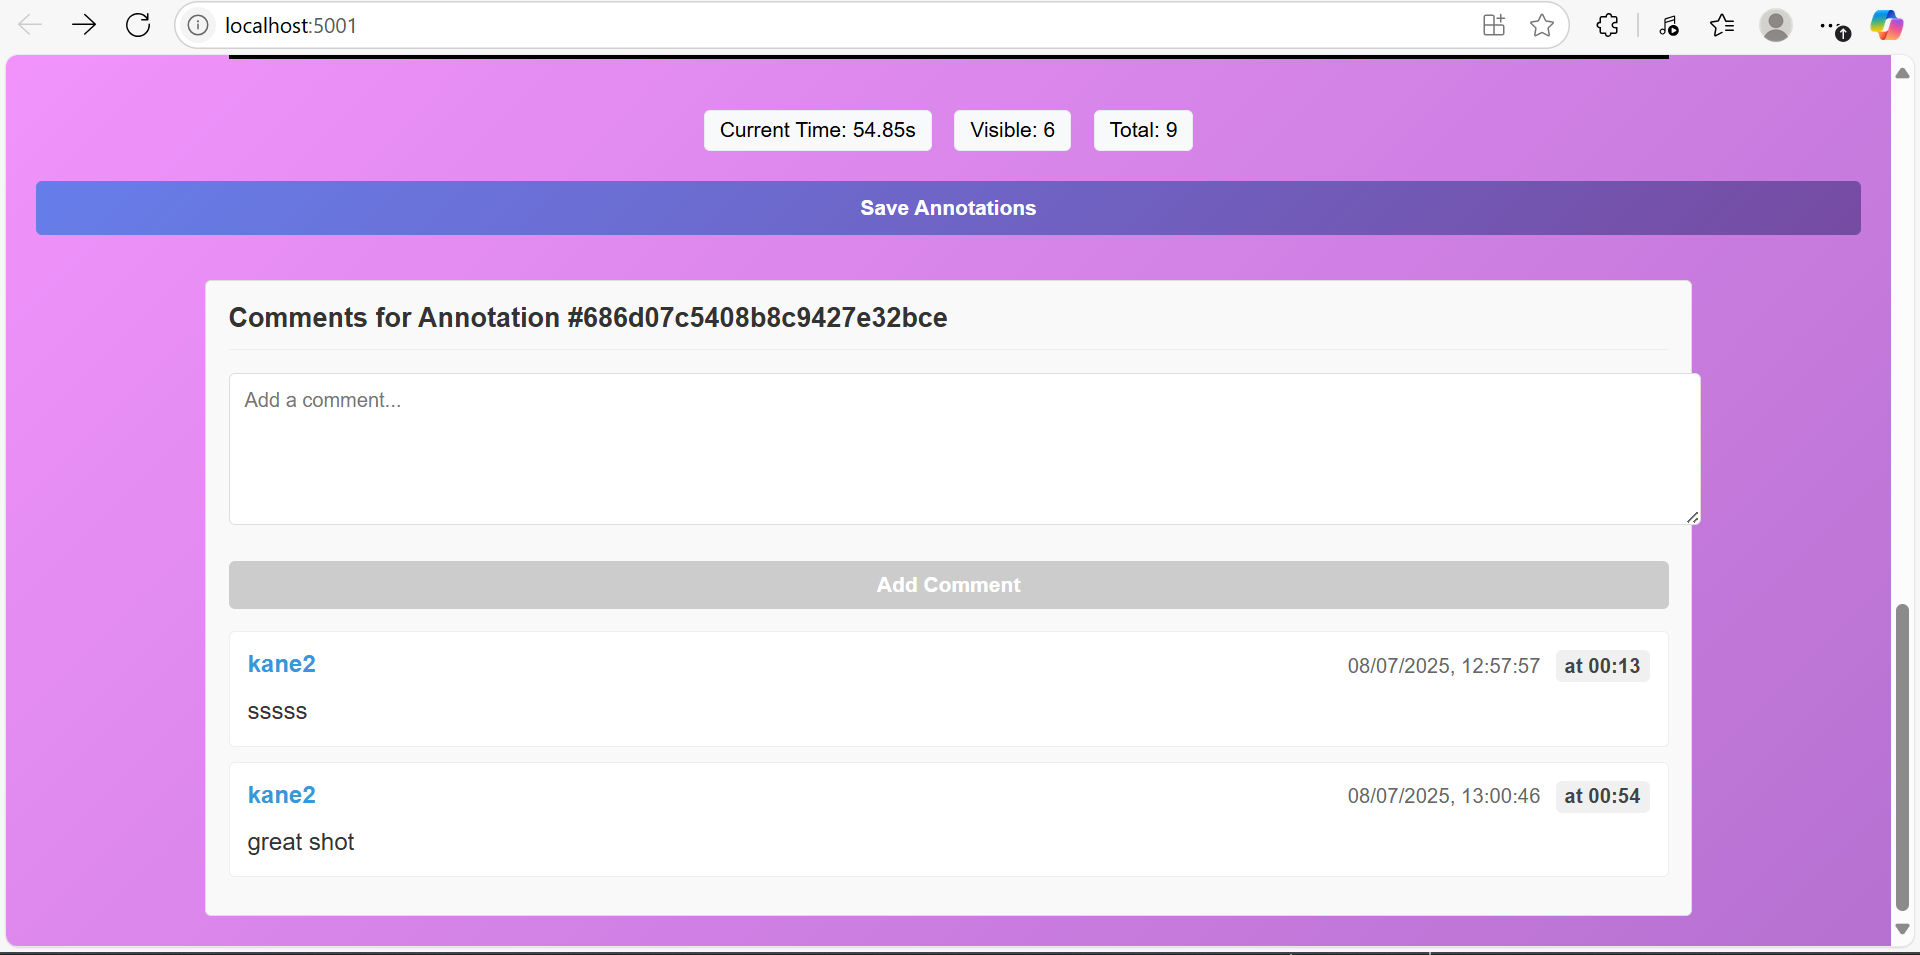 localhost:5001
Current Time: 54.85s Visible: 6 Total: 9
Save Annotations
Comments for Annotation #686d07c5408b8c9427e32bce
Add a comment...
Add Comment
kane2 08/07/2025, 12:57:57 at 00:13
sssss
kane2 08/07/2025, 13:00:46 at 00:54
great shot